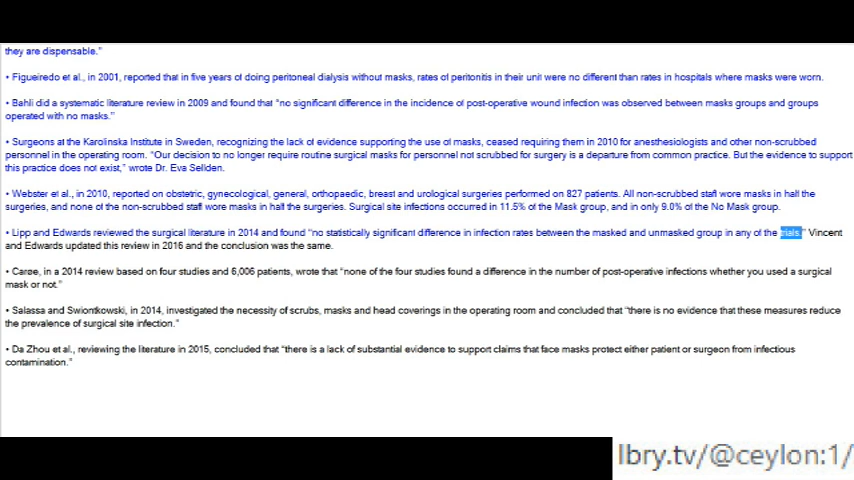 they are dispensable."
• Figueiredo et al., in 2001, reported that in five years of doing peritoneal dialysis without masks, rates of peritonitis in their unit were no different than rates in hospitals where masks were worn.
• Bahli did a systematic literature review in 2009 and found that "no significant difference in the incidence of post-operative wound infection was observed between masks groups and groups
operated with no masks."
• Surgeons at the Karolinska Institute in Sweden, recognizing the lack of evidence supporting the use of masks, ceased requiring them in 2010 for anesthesiologists and other non-scrubbed
personnel in the operating room. "Our decision to no longer require routine surgical masks for personnel not scrubbed for surgery is a departure from common practice. But the evidence to support
this practice does not exist," wrote Dr. Eva Sellden.
• Webster et al., in 2010, reported on obstetric, gynecological, general, orthopaedic, breast and urological surgeries performed on 827 patients. All non-scrubbed staff wore masks in half the
surgeries, and none of the non-scrubbed staff wore masks in half the surgeries. Surgical site infections occurred in 11.5% of the Mask group, and in only 9.0% of the No Mask group.
• Lipp and Edwards reviewed the surgical literature in 2014 and found "no statistically significant difference in infection rates between the masked and unmasked group in any of the trials." Vincent
and Edwards updated this review in 2016 and the conclusion was the same.
• Carøe, in a 2014 review based on four studies and 6,006 patients, wrote that "none of the four studies found a difference in the number of post-operative infections whether you used a surgical
mask or not."
• Salassa and Swiontkowski, in 2014, investigated the necessity of scrubs, masks and head coverings in the operating room and concluded that "there is no evidence that these measures reduce
the prevalence of surgical site infection."
• Da Zhou et al., reviewing the literature in 2015, concluded that "there is a lack of substantial evidence to support claims that face masks protect either patient or surgeon from infectious
contamination."
lbry.tv/@ceylon:1/